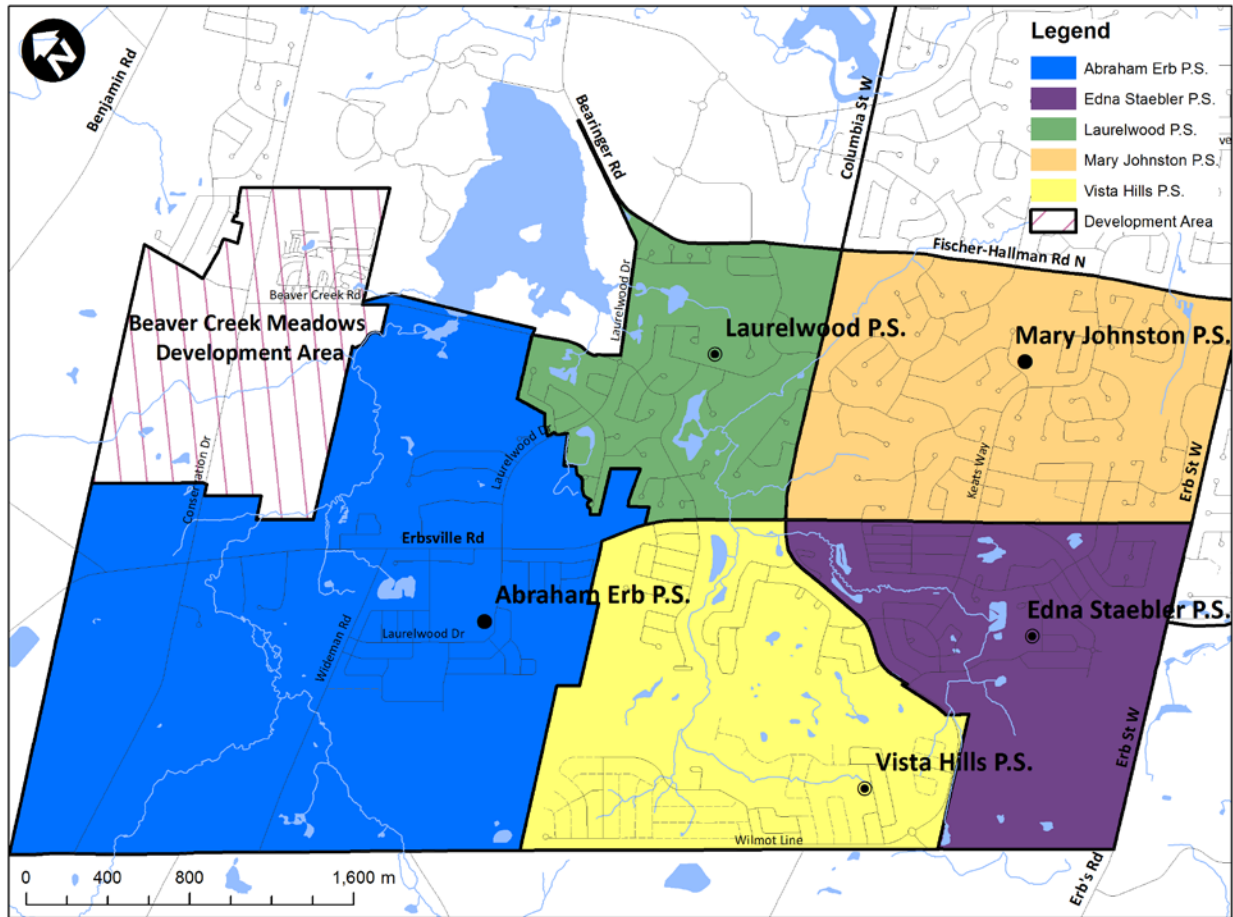 N
Legend
Abraham Erb P.S.
Edna Staebler P.S.
Laurelwood P.S.
Mary Johnston P.S.
Vista Hills P.S.
Development Area
Benjamin Rd
Bearinger Rd
Columbia St W
ve
Fischer-Hallman Rd N
Laurelwood Dr
Beaver Creek Rd
Beaver Creek Meadows
Development Area
Laurelwood P.S.
Mary Johnston P.S.
Conservation Dr
Laurelwood Dr
Keats Way
Erb St W
Erbsville Rd
Abraham Erb P.S.
Edna Staebler P.S.
Laurelwood Dr
Wideman Rd
Erb St W
Vista Hills P.S.
Wilmot Line
Erb's Rd
0 400 800 1,600 m